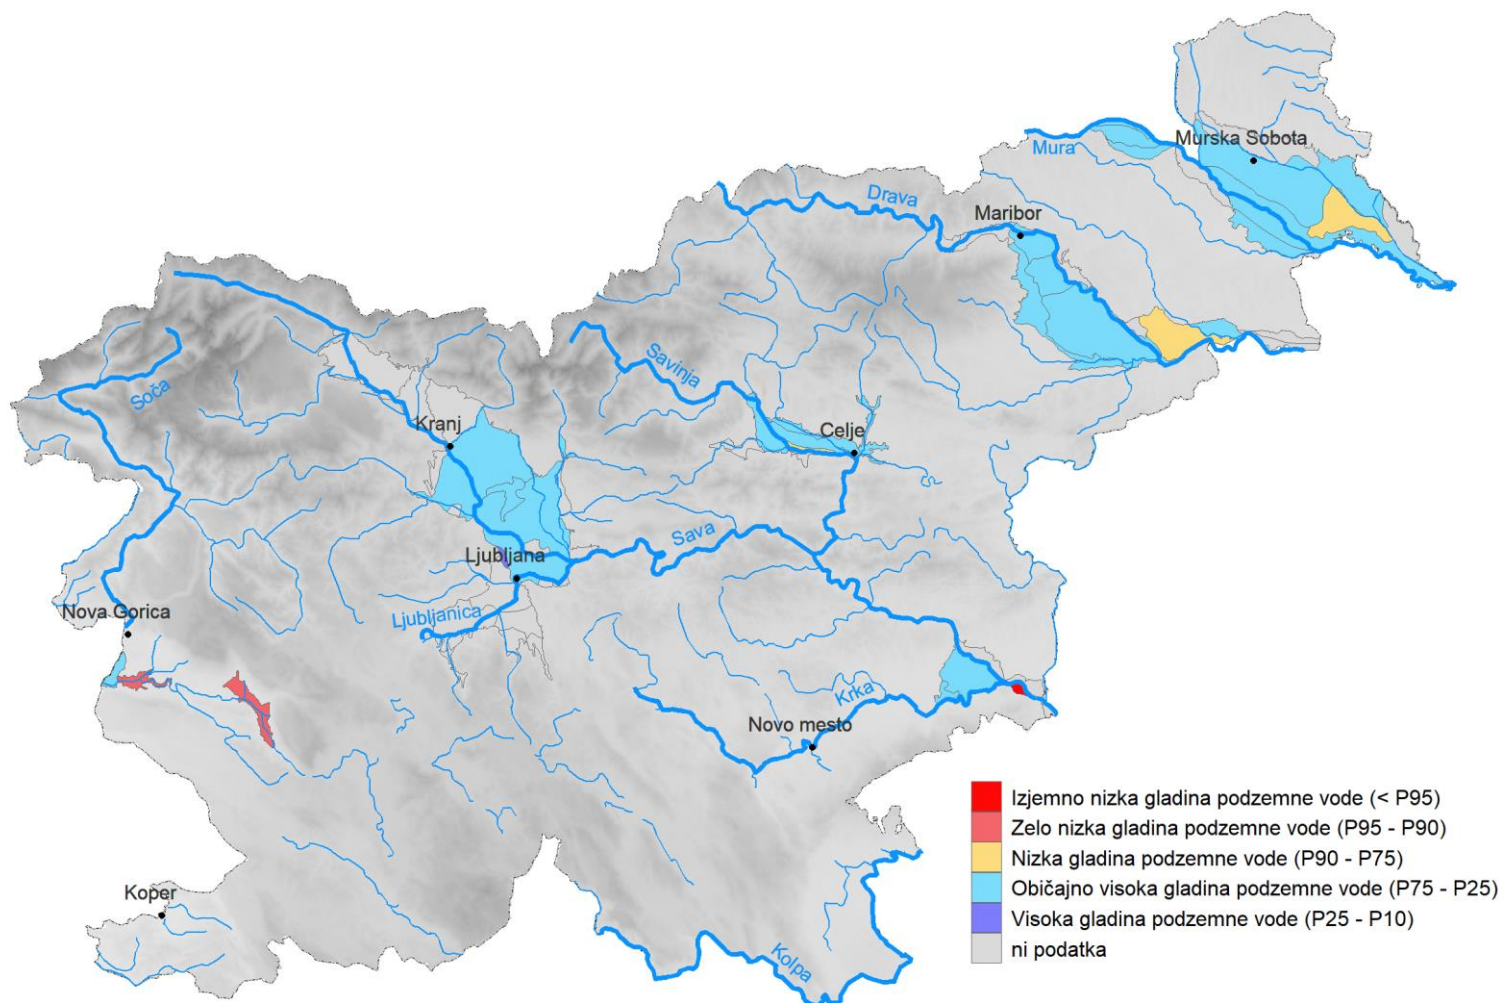 Murska Sobota
Mura
Drava
Maribor
Savinja
Soča
Kranj
Celje
Sava
Ljubljana
Nova Gorica
Ljubljanica
Krka
Novo mesto
Izjemno nizka gladina podzemne vode (< P95)
Zelo nizka gladina podzemne vode (P95 - P90)
Nizka gladina podzemne vode (P90 - P75)
Običajno visoka gladina podzemne vode (P75 - P25)
Visoka gladina podzemne vode (P25 - P10)
ni podatka
Koper
Kolpa